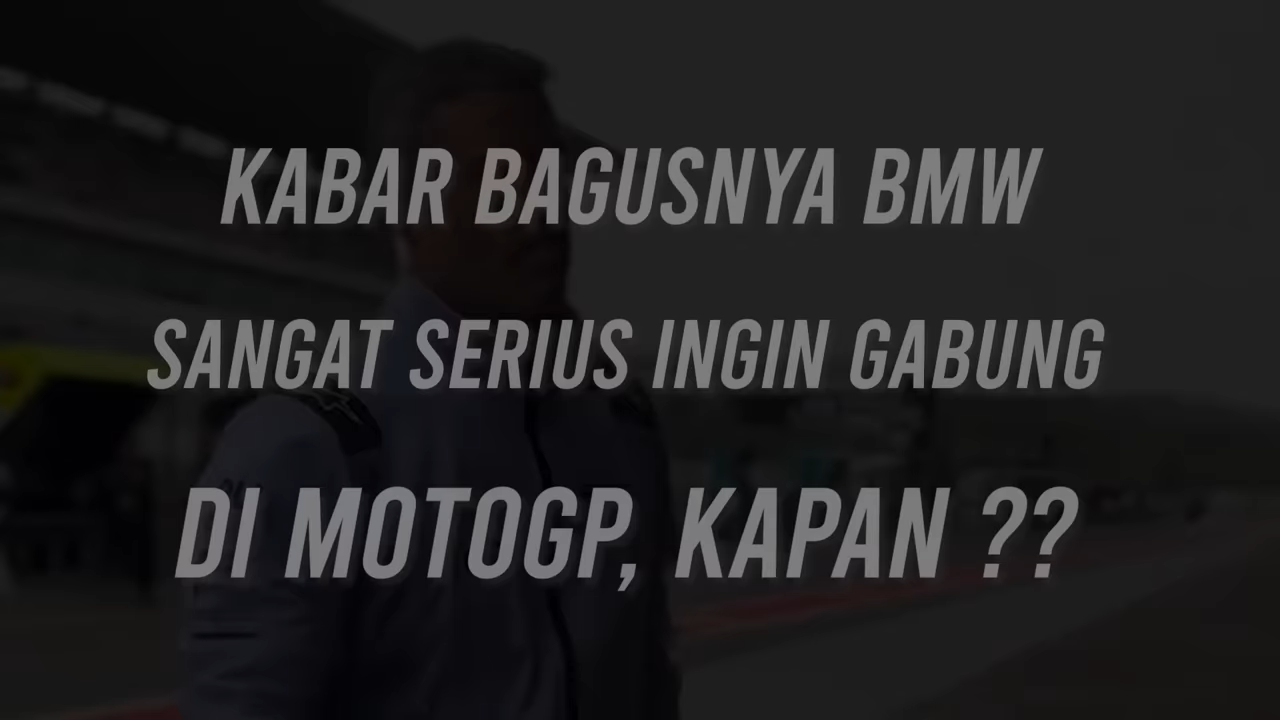 KABAR BAGUSNYA BMW
SANGAT SERIUS INGIN GABUNG
DI MOTOGP, KAPAN ??